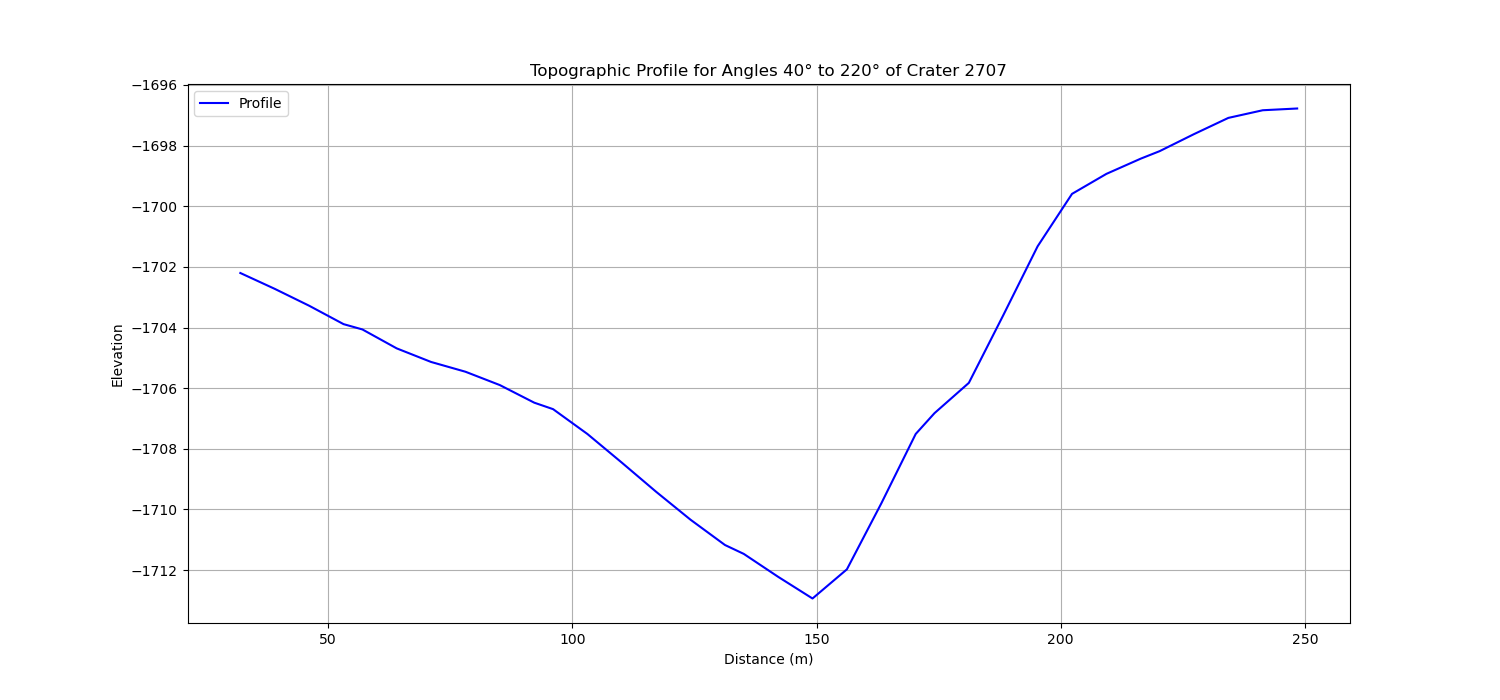 Topographic Profile for Angles 40° to 220° of Crater 2707
Profile
−1696
−1698
−1700
−1702
−1704
−1706
−1708
−1710
−1712
Elevation
50 100 150 200 250
Distance (m)